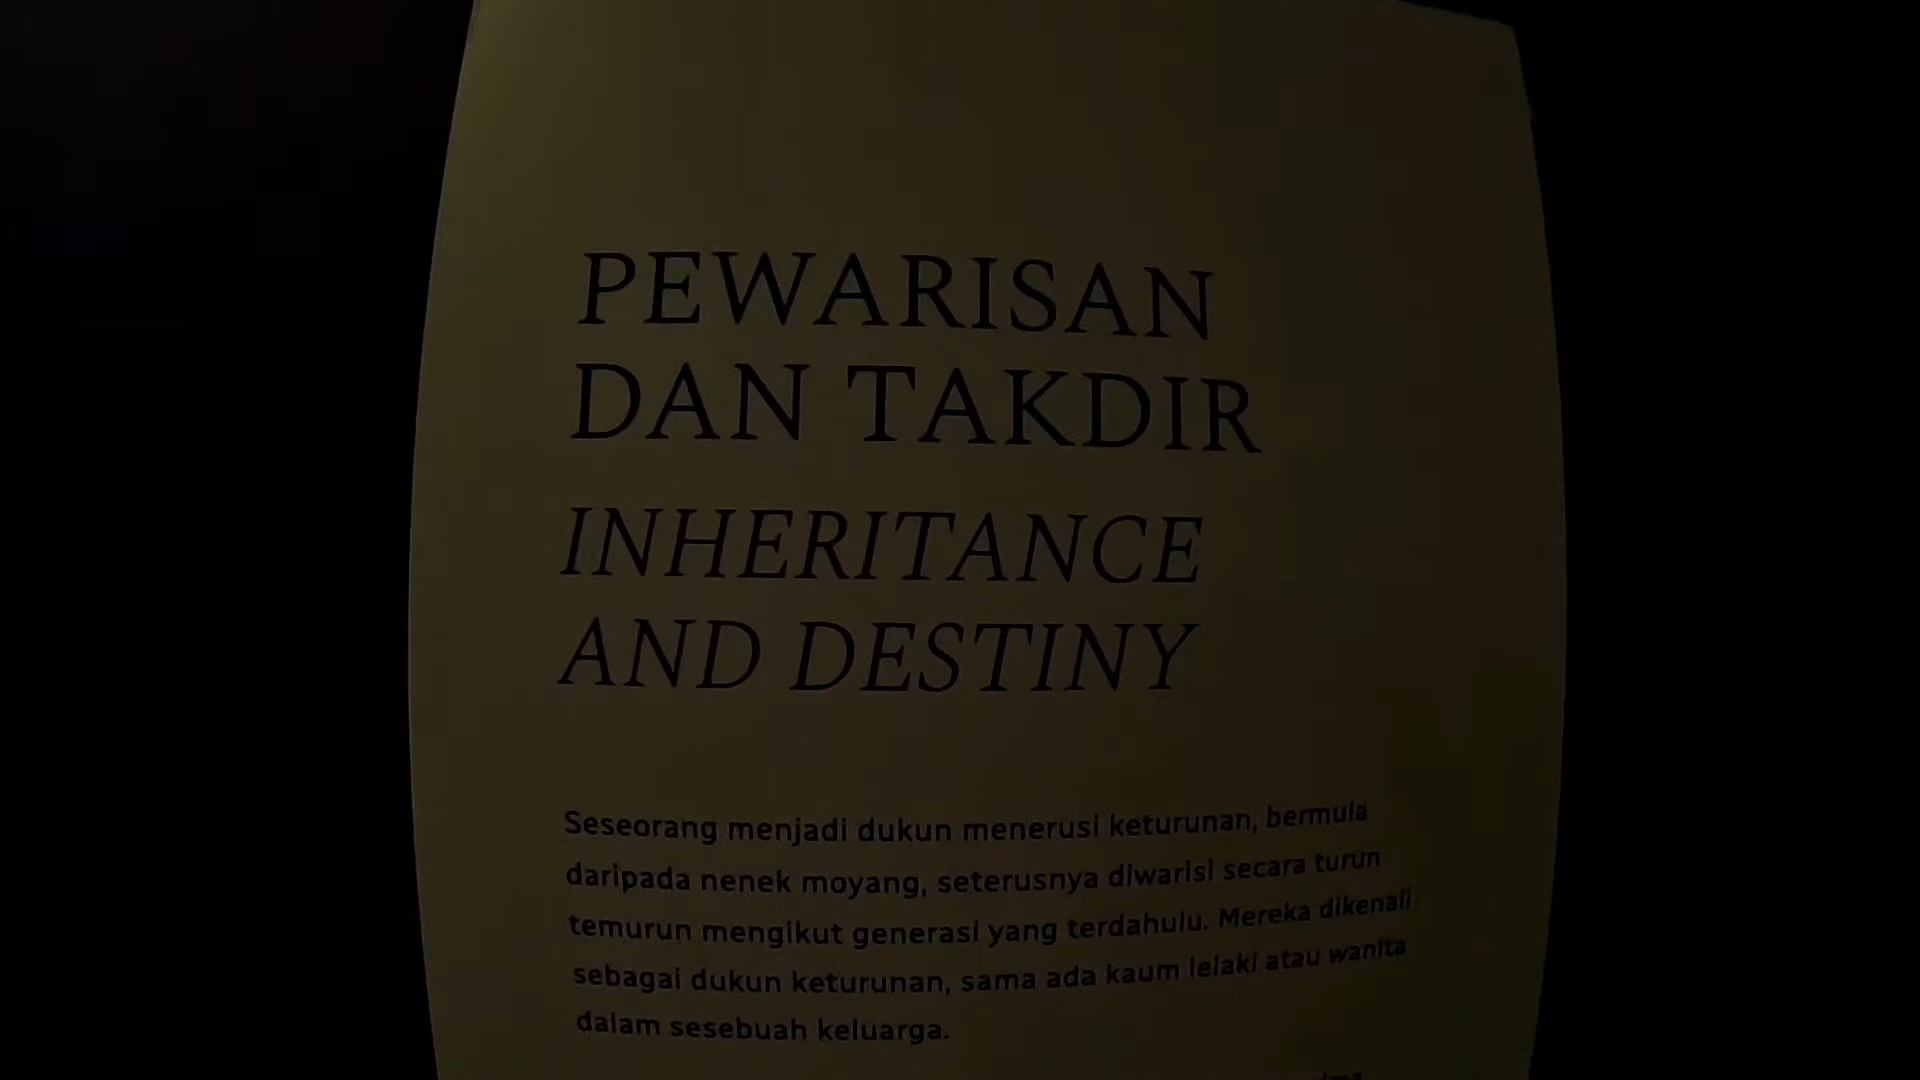 PEWARISAN
DAN TAKDIR
INHERITANCE
AND DESTINY
Seseorang menjadi dukun menerusi keturunan, bermula
daripada nenek moyang, seterusnya diwarisi secara turun
temurun mengikut generasi yang terdahulu. Mereka dikenali
sebagai dukun keturunan, sama ada kaum lelaki atau wanita
dalam sesebuah keluarga.